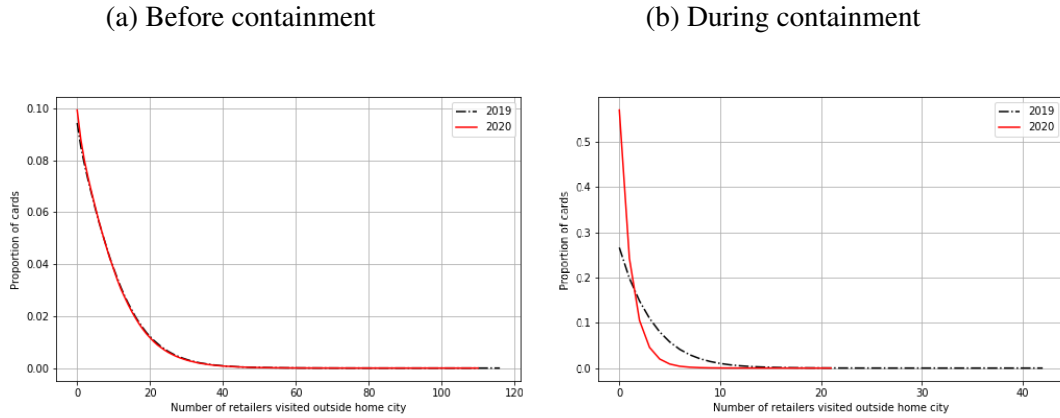 (a) Before containment
(b) During containment
0.10
0.08
0.06
0.04
0.02
0.00
Proportion of cards
0 20 40 60 80 100 120
Number of retailers visited outside home city
2019
2020
0.5
0.4
0.3
0.2
0.1
0.0
Proportion of cards
0 10 20 30 40
Number of retailers visited outside home city
2019
2020